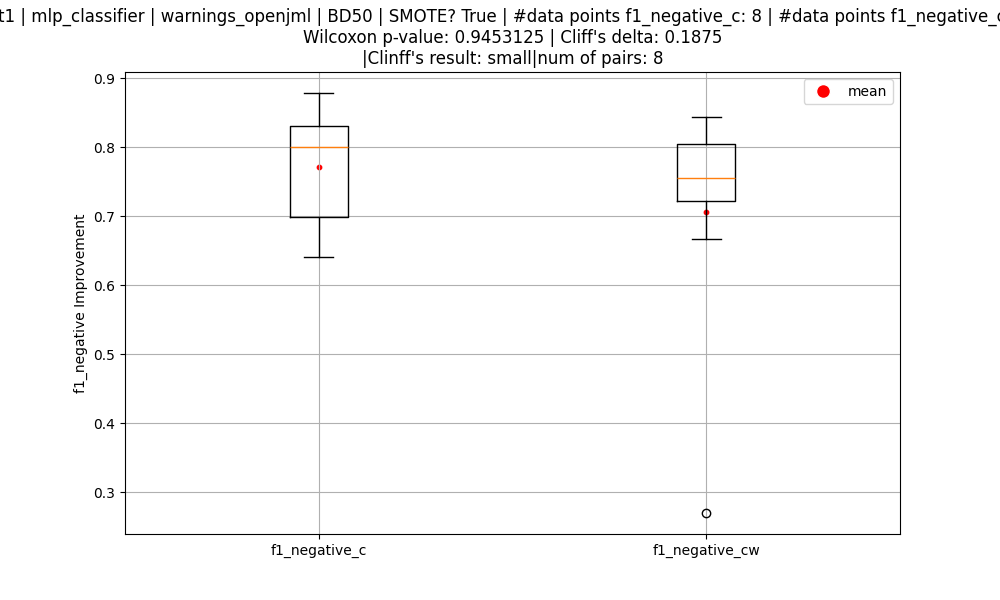 t1 | mlp_classifier | warnings_openjml | BD50 | SMOTE? True | #data points f1_negative_c: 8 | #data points f1_negative_c
Wilcoxon p-value: 0.9453125 | Cliff's delta: 0.1875
|Clinff's result: small|num of pairs: 8
mean
f1_negative Improvement
0.9
0.8
0.7
0.6
0.5
0.4
0.3
f1_negative_c
f1_negative_cw